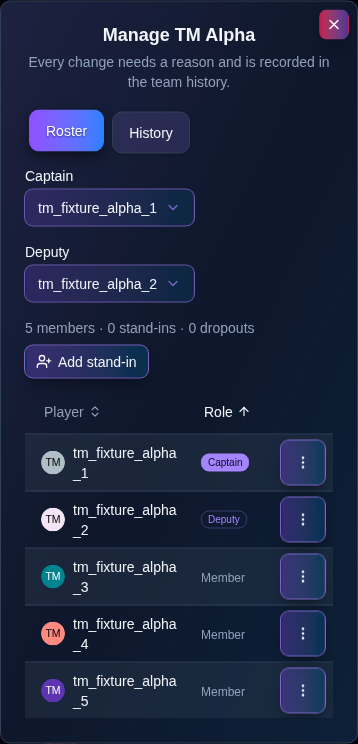 Manage TM Alpha
Every change needs a reason and is recorded in
the team history.
Roster
History
Captain
tm_fixture_alpha_1
Deputy
tm_fixture_alpha_2
5 members · 0 stand-ins · 0 dropouts
Add stand-in
Player Role
TM tm_fixture_alpha
_1 Captain
TM tm_fixture_alpha
_2 Deputy
TM tm_fixture_alpha
_3 Member
TM tm_fixture_alpha
_4 Member
TM tm_fixture_alpha
_5 Member